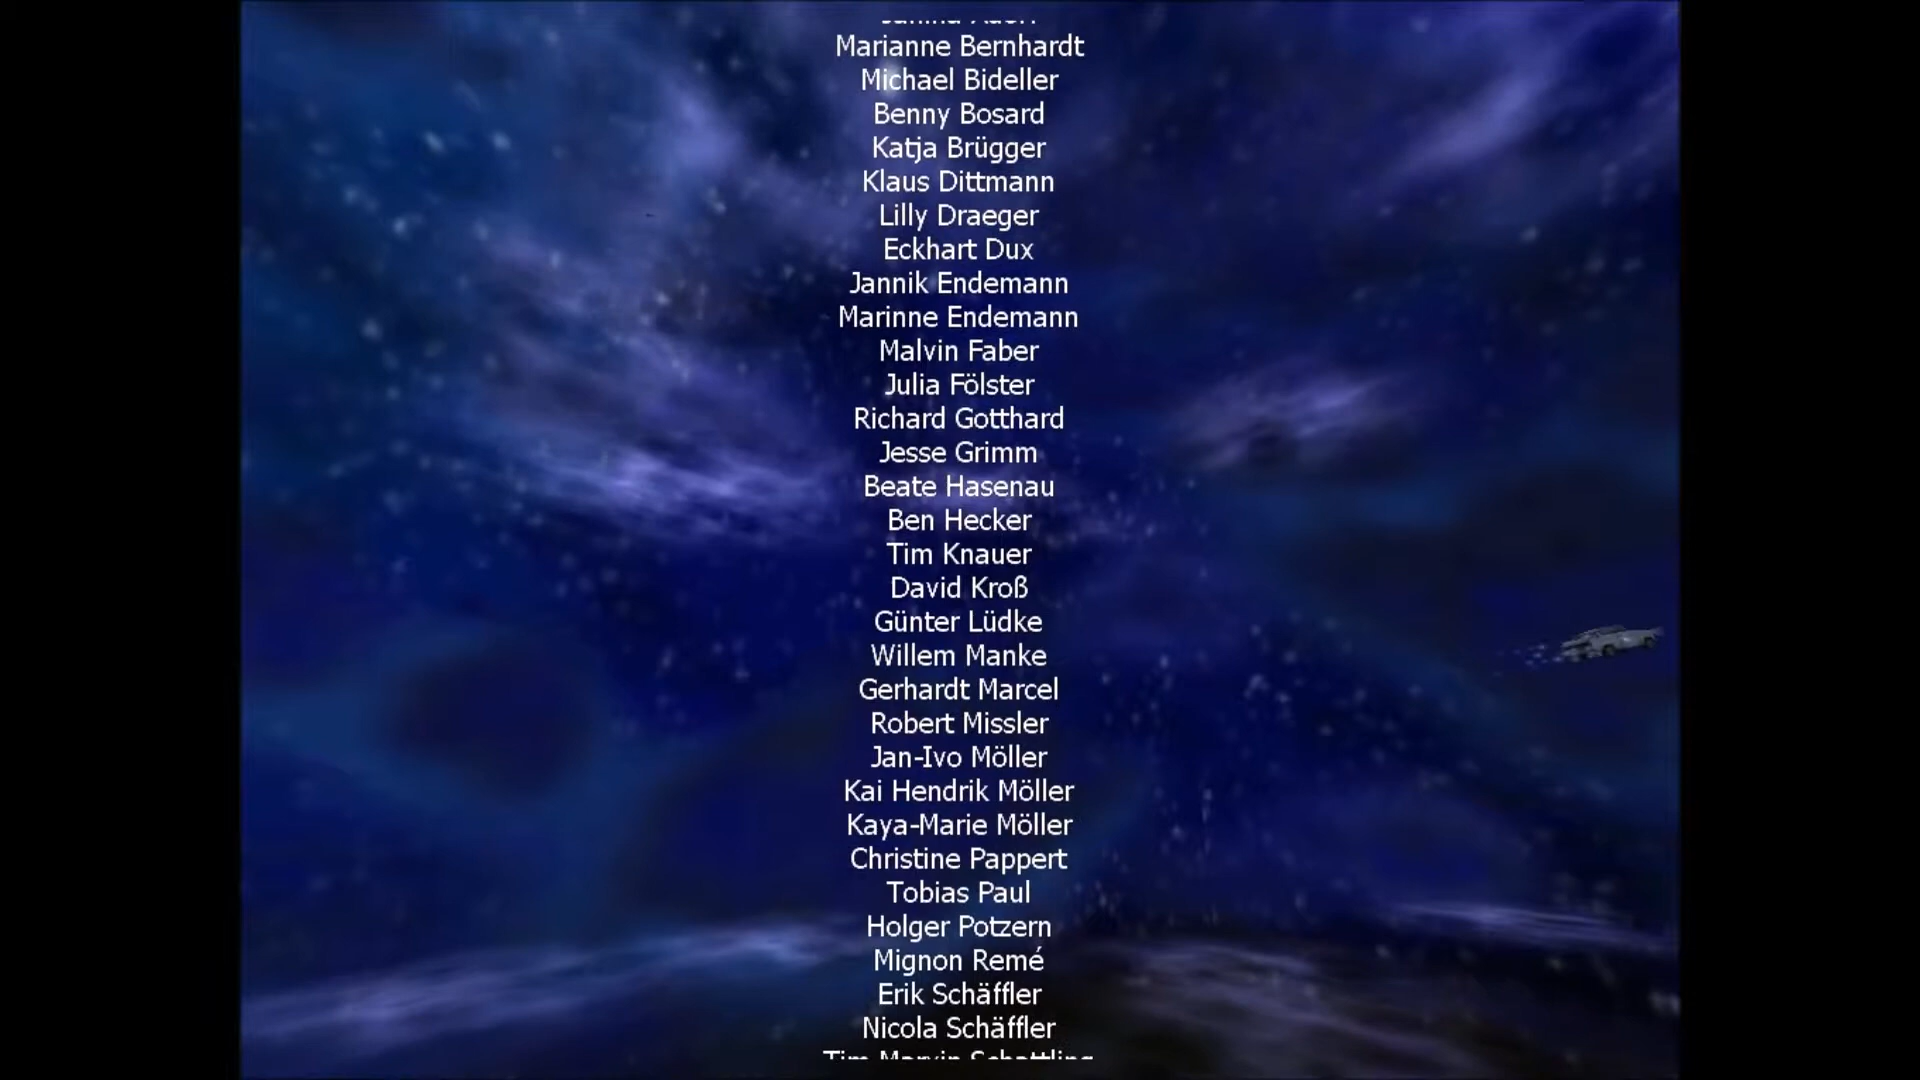 Marianne Bernhardt
Michael Bideller
Benny Bosard
Katja Brügger
Klaus Dittmann
Lilly Draeger
Eckhart Dux
Jannik Endemann
Marinne Endemann
Malvin Faber
Julia Fölster
Richard Gotthard
Jesse Grimm
Beate Hasenau
Ben Hecker
Tim Knauer
David Kroß
Günter Lüdke
Willem Manke
Gerhardt Marcel
Robert Missler
Jan-Ivo Möller
Kai Hendrik Möller
Kaya-Marie Möller
Christine Pappert
Tobias Paul
Holger Potzern
Mignon Remé
Erik Schäffler
Nicola Schäffler
Tim Marvin Schattling